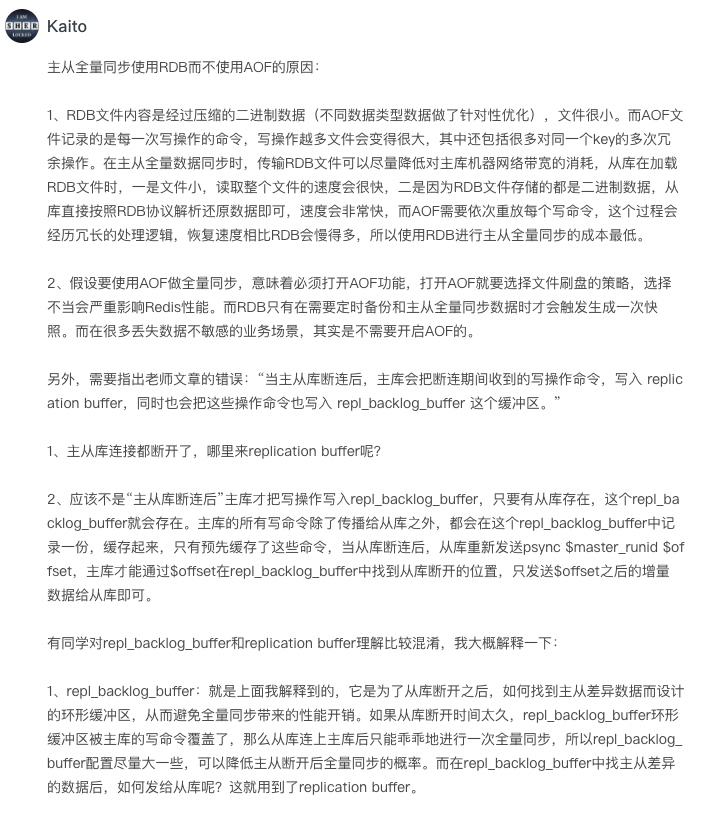 I AM
SHER
LOCKED
Kaito
主从全量同步使用RDB而不使用AOF的原因：
1、RDB文件内容是经过压缩的二进制数据（不同数据类型数据做了针对性优化），文件很小。而AOF文
件记录的是每一次写操作的命令，写操作越多文件会变得很大，其中还包括很多对同一个key的多次冗
余操作。在主从全量数据同步时，传输RDB文件可以尽量降低对主库机器网络带宽的消耗，从库在加载
RDB文件时，一是文件小，读取整个文件的速度会很快，二是因为RDB文件存储的都是二进制数据，从
库直接按照RDB协议解析还原数据即可，速度会非常快，而AOF需要依次重放每个写命令，这个过程会
经历冗长的处理逻辑，恢复速度相比RDB会慢得多，所以使用RDB进行主从全量同步的成本最低。
2、假设要使用AOF做全量同步，意味着必须打开AOF功能，打开AOF就要选择文件刷盘的策略，选择
不当会严重影响Redis性能。而RDB只有在需要定时备份和主从全量同步数据时才会触发生成一次快
照。而在很多丢失数据不敏感的业务场景，其实是不需要开启AOF的。
另外，需要指出老师文章的错误：“当主从库断连后，主库会把断连期间收到的写操作命令，写入 replic
ation buffer，同时也会把这些操作命令也写入 repl_backlog_buffer 这个缓冲区。”
1、主从库连接都断开了，哪里来replication buffer呢？
2、应该不是“主从库断连后”主库才把写操作写入repl_backlog_buffer，只要有从库存在，这个repl_ba
cklog_buffer就会存在。主库的所有写命令除了传播给从库之外，都会在这个repl_backlog_buffer中记
录一份，缓存起来，只有预先缓存了这些命令，当从库断连后，从库重新发送psync $master_runid $of
fset，主库才能通过$offset在repl_backlog_buffer中找到从库断开的位置，只发送$offset之后的增量
数据给从库即可。
有同学对repl_backlog_buffer和replication buffer理解比较混淆，我大概解释一下：
1、repl_backlog_buffer：就是上面我解释到的，它是为了从库断开之后，如何找到主从差异数据而设计
的环形缓冲区，从而避免全量同步带来的性能开销。如果从库断开时间太久，repl_backlog_buffer环形
缓冲区被主库的写命令覆盖了，那么从库连上主库后只能乖乖地进行一次全量同步，所以repl_backlog_
buffer配置尽量大一些，可以降低主从断开后全量同步的概率。而在repl_backlog_buffer中找主从差异
的数据后，如何发给从库呢？这就用到了replication buffer。